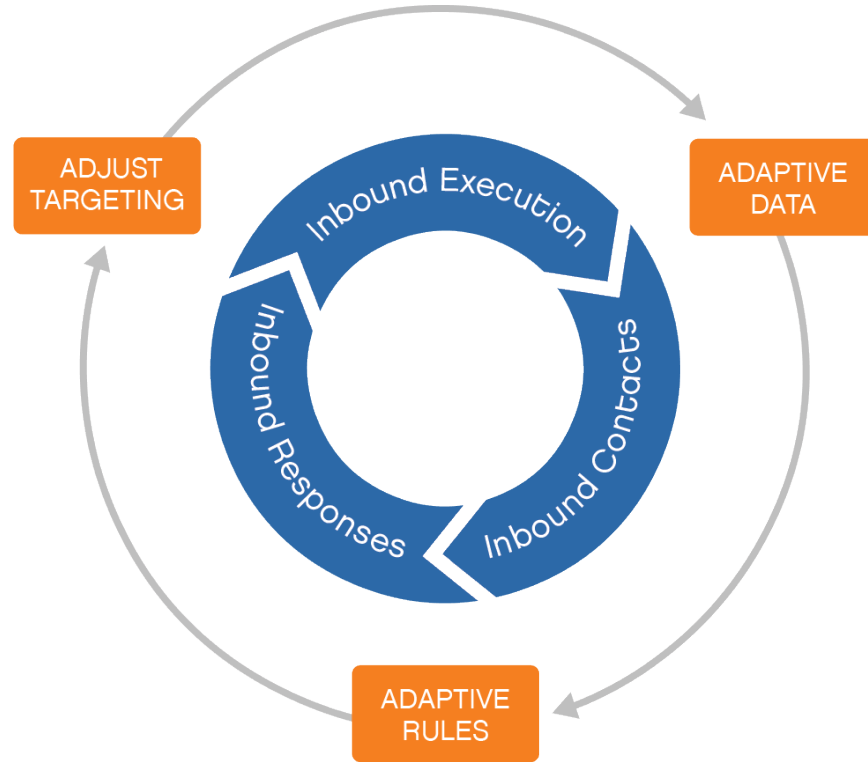 ADJUST
TARGETING
ADAPTIVE
DATA
Inbound Execution
Inbound Contacts
Inbound Responses
ADAPTIVE
RULES